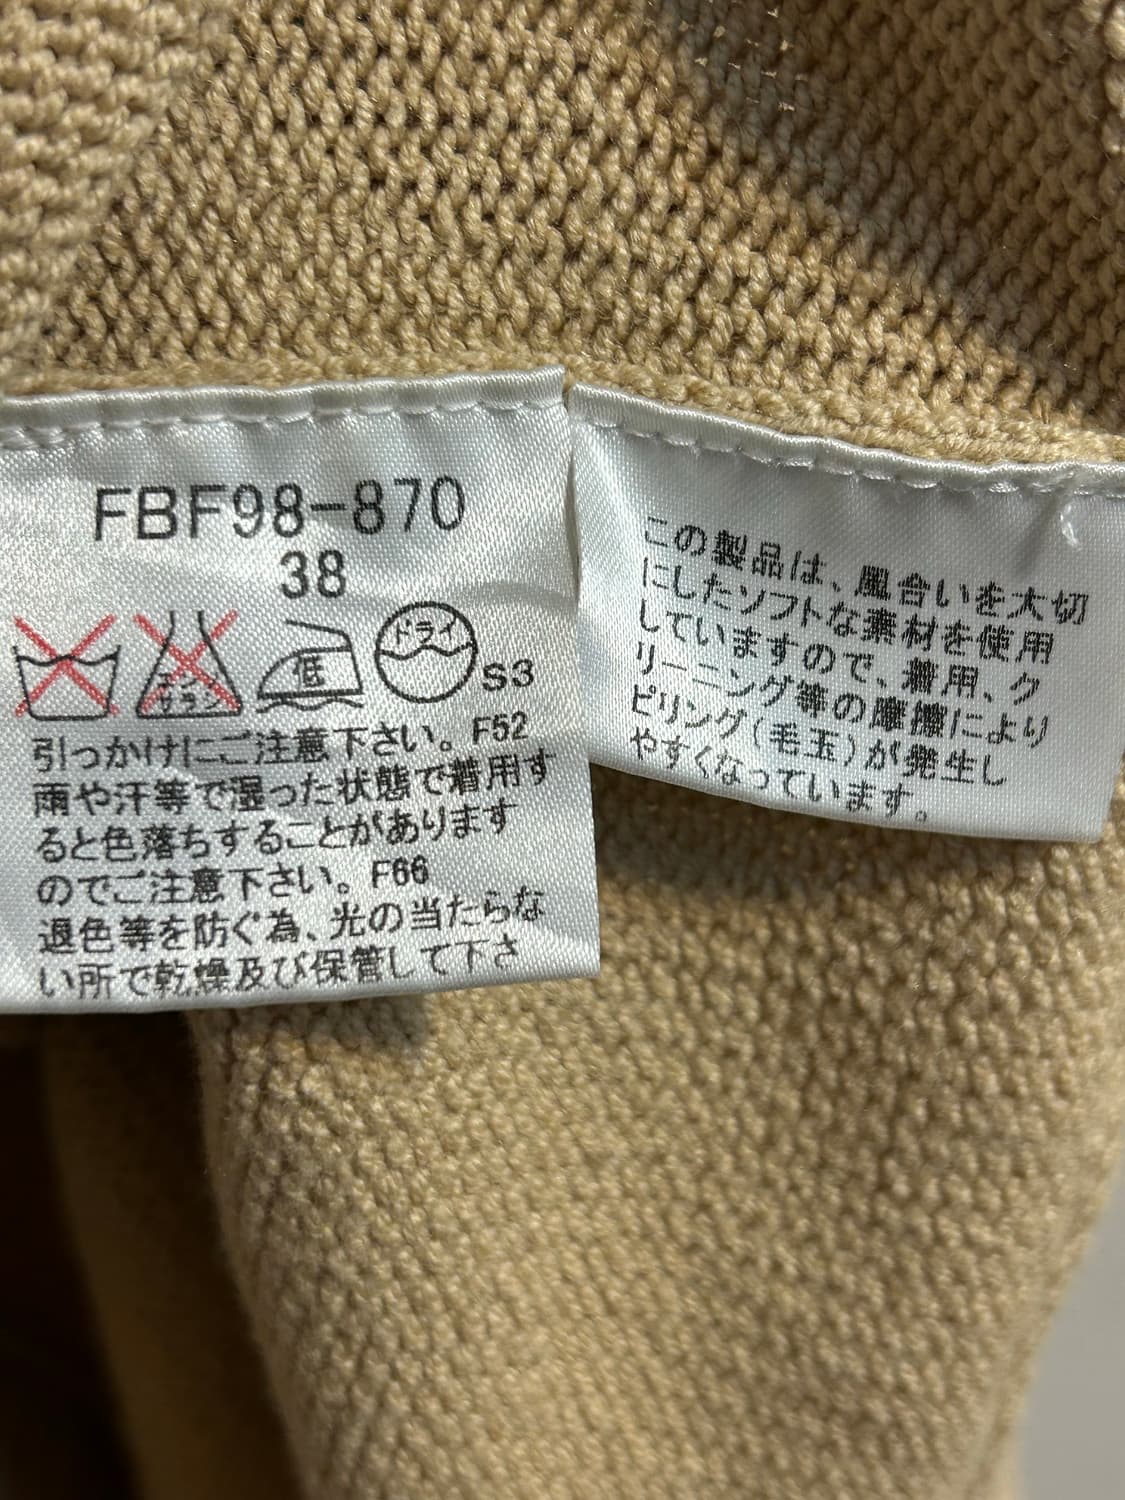 FBF98-870
38
エンソ
サラシ
低
ドライ
S3
引っかけにご注意下さい。F52
雨や汗等で湿った状態で着用す
ると色落ちすることがあります
のでご注意下さい。F66
退色等を防ぐ為、光の当たらな
い所で乾燥及び保管して下さ
この製品は、風合いを大切
にしたソフトな素材を使用
していますので、着用、ク
リーニング等の摩擦により
ピリング(毛玉)が発生し
やすくなっています。